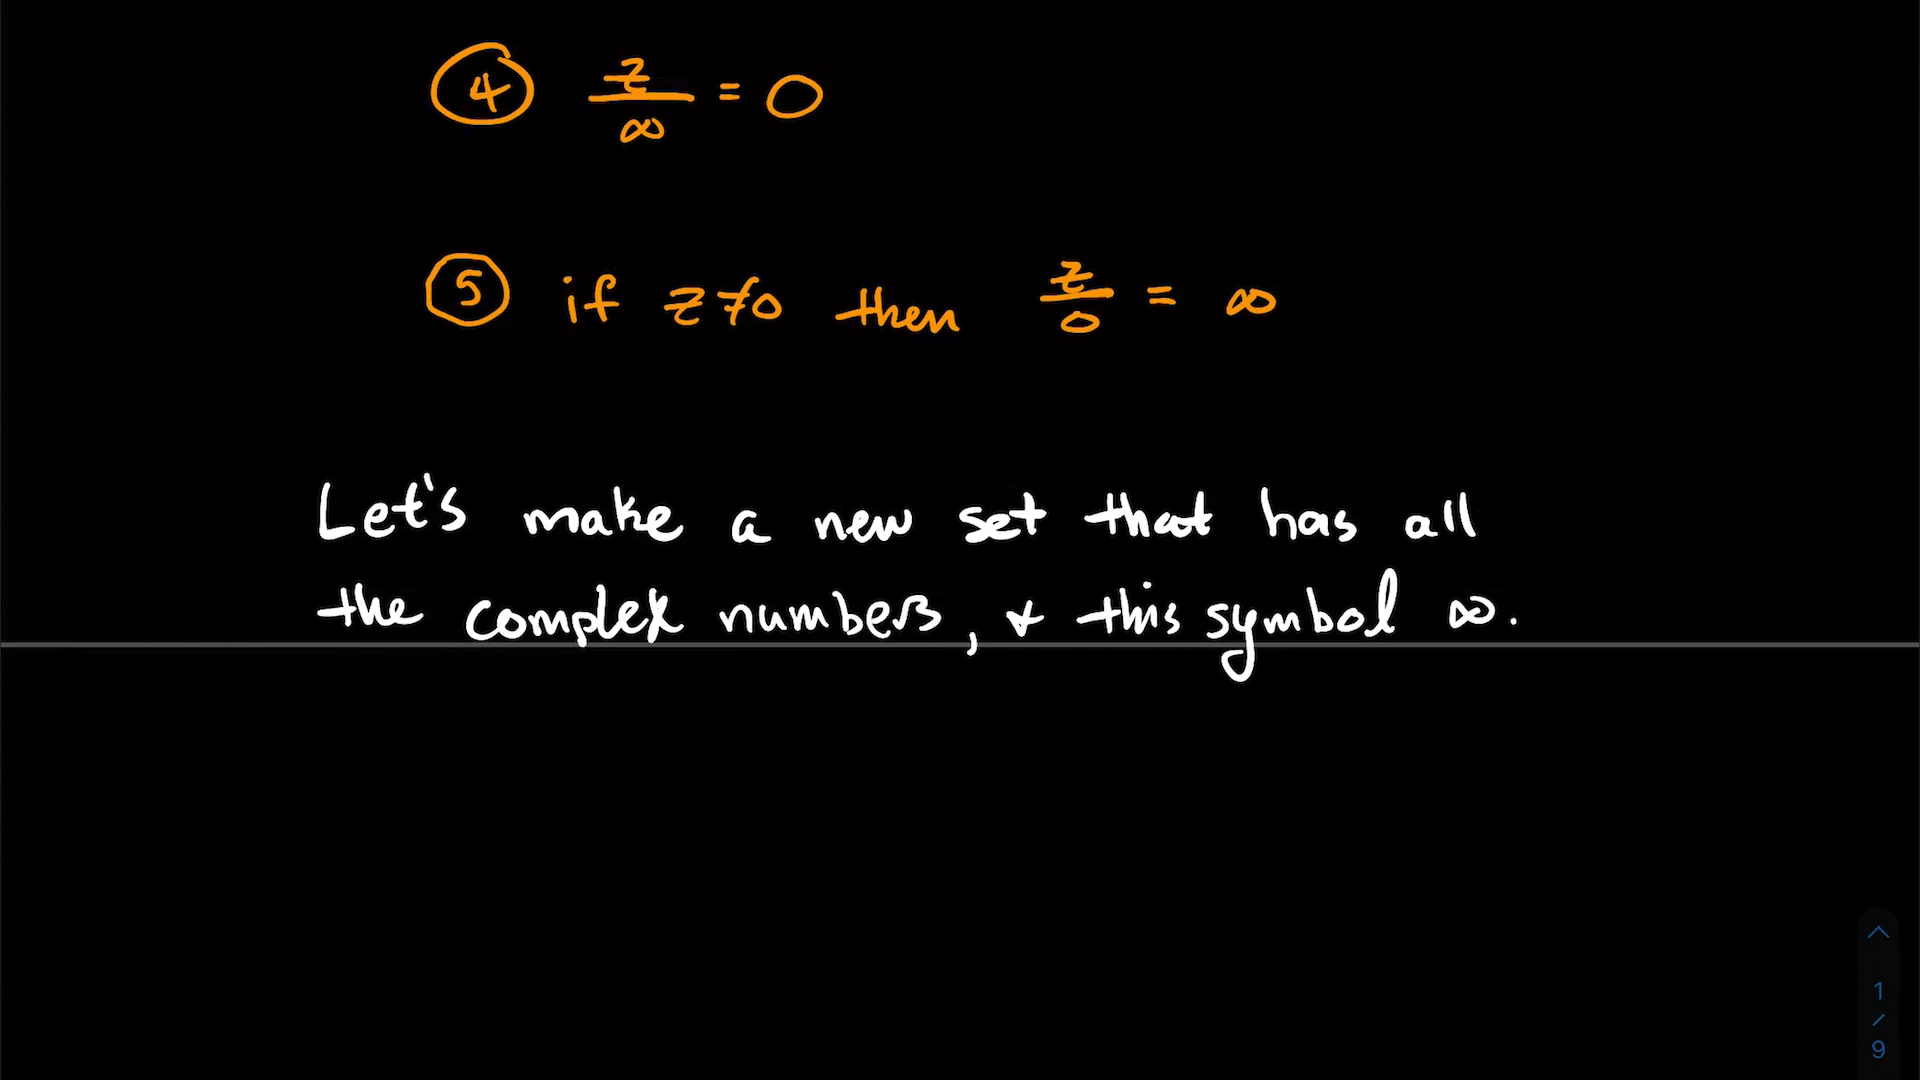 ④ z/∞ = 0
⑤ if z≠0 then z/0 = ∞
Let's make a new set that has all
the complex numbers, & this symbol ∞.
1
/
9